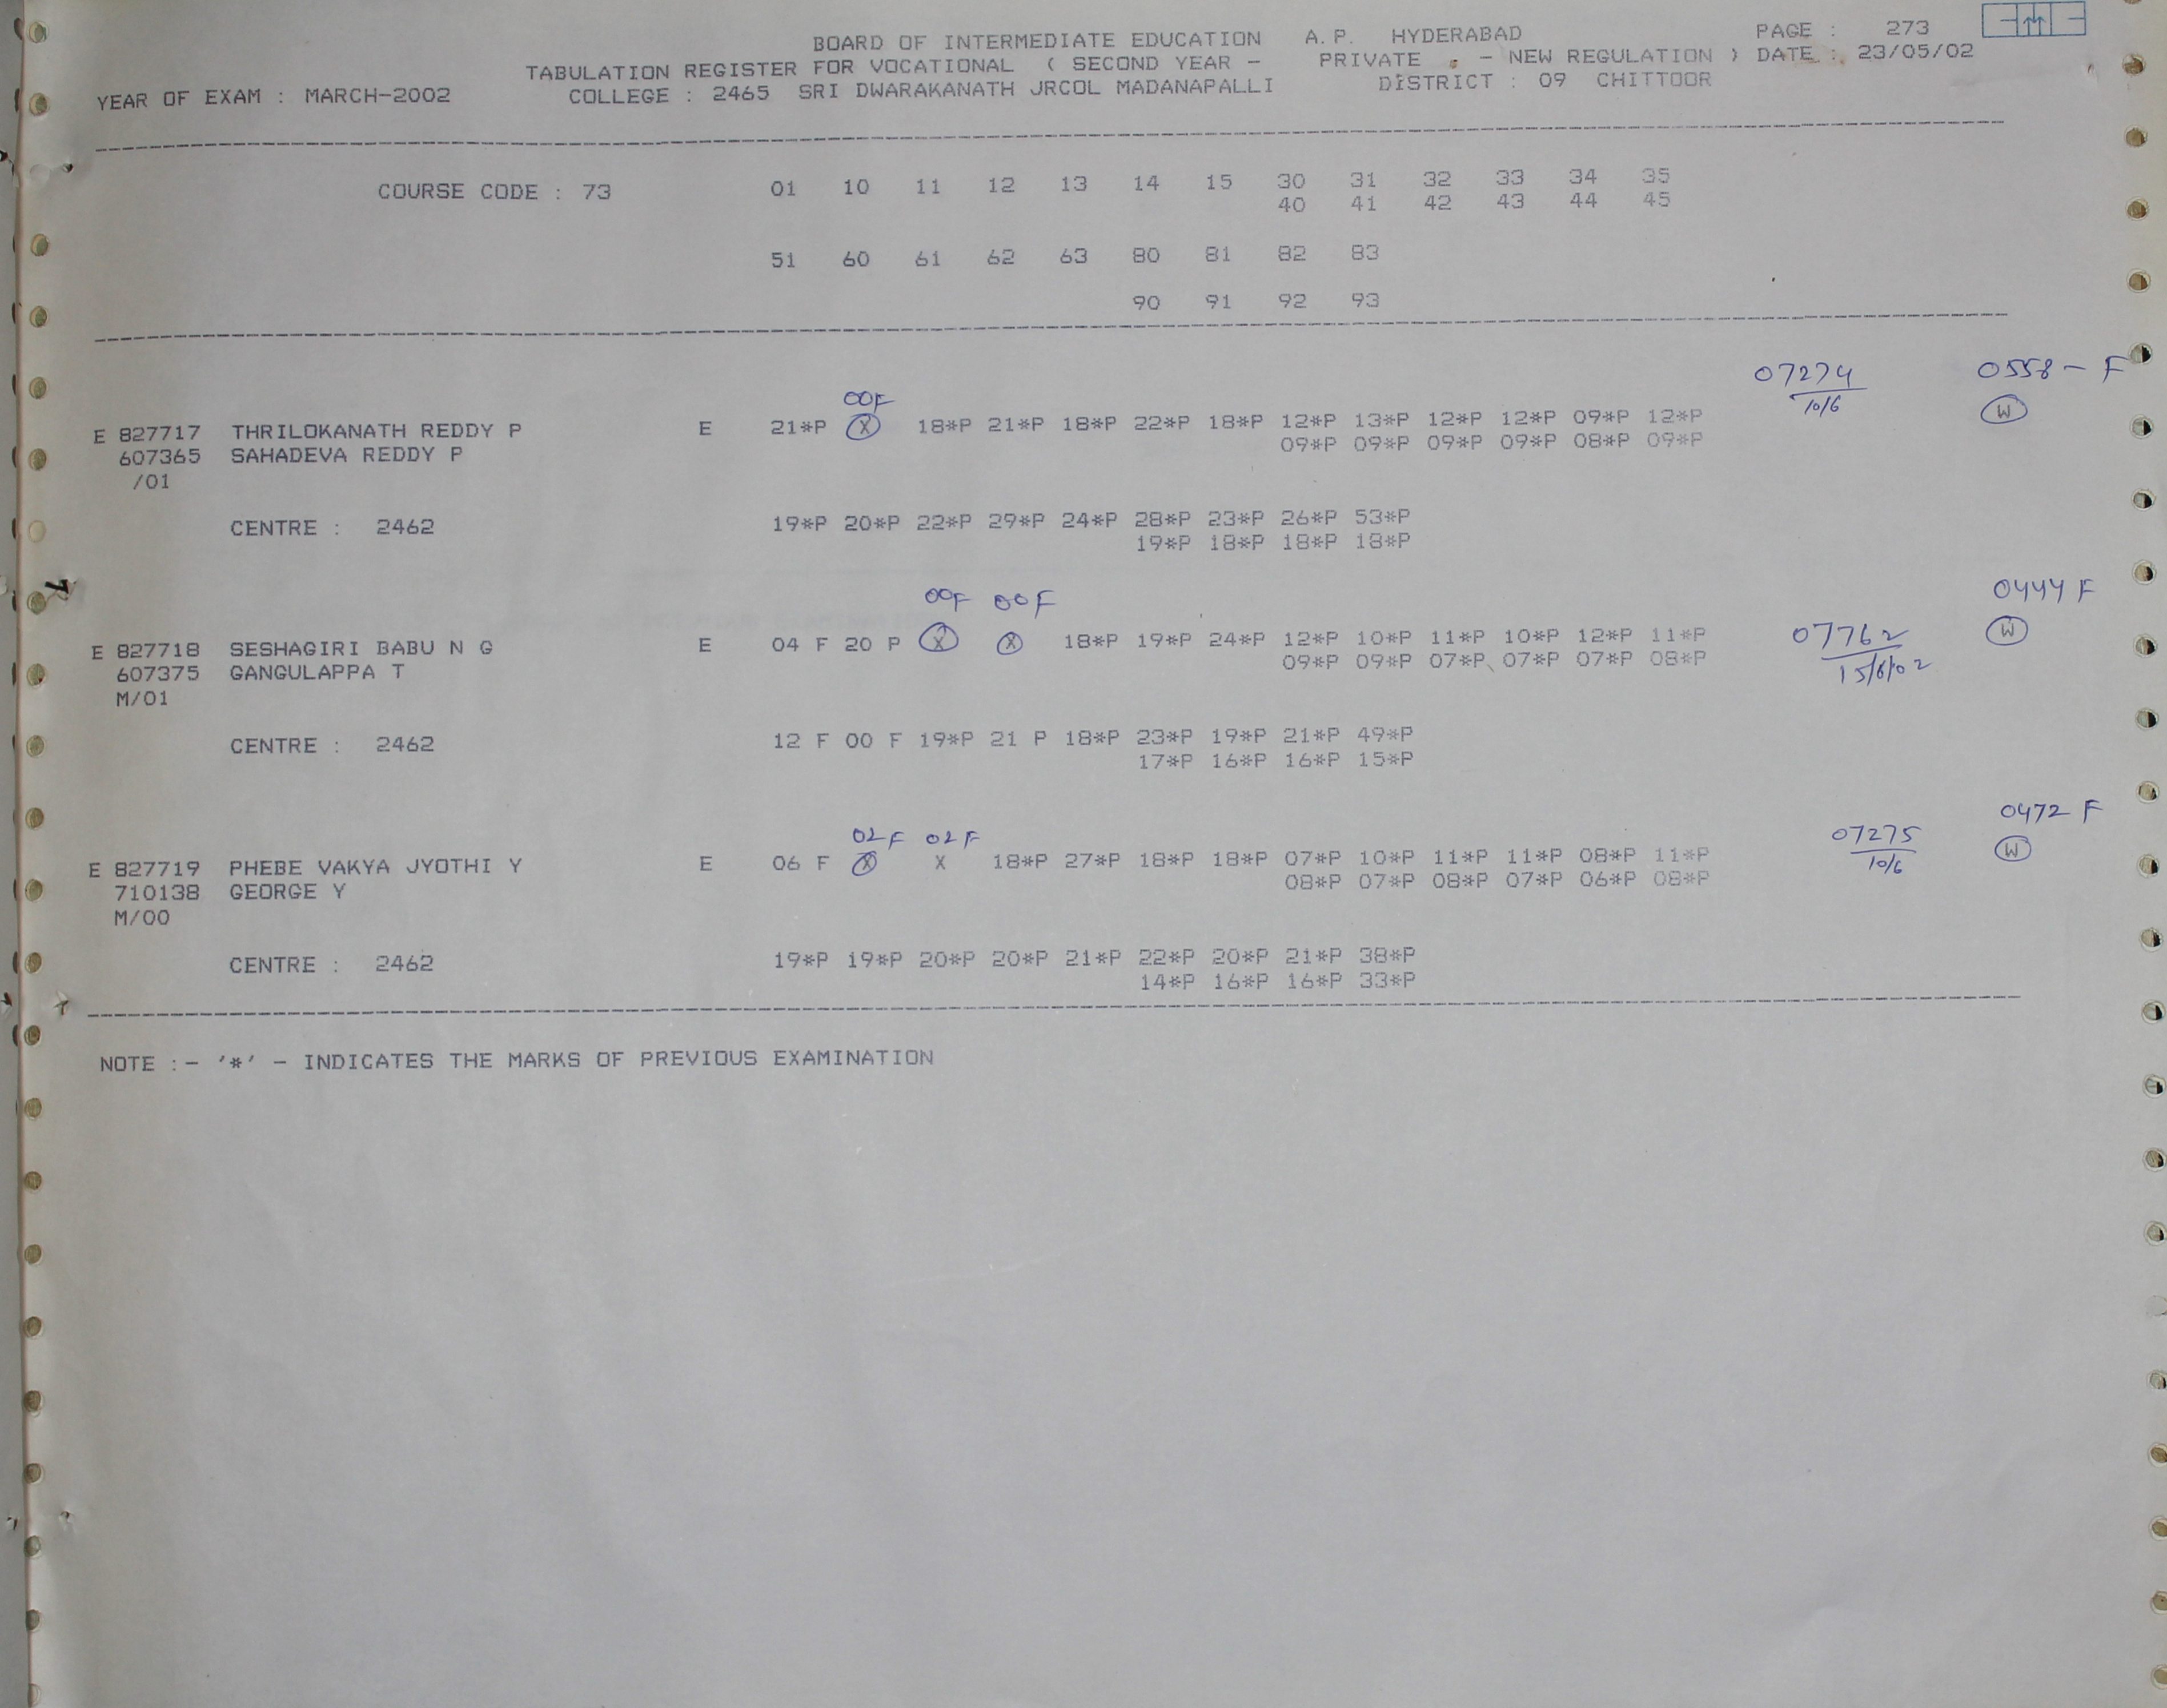 BOARD OF INTERMEDIATE EDUCATION A.P. HYDERABAD PAGE : 273
TABULATION REGISTER FOR VOCATIONAL ( SECOND YEAR - PRIVATE - NEW REGULATION ) DATE : 23/05/02
YEAR OF EXAM : MARCH-2002 COLLEGE : 2465 SRI DWARAKANATH JRCOL MADANAPALLI DISTRICT : 09 CHITTOOR
COURSE CODE : 73 01 10 11 12 13 14 15 30 31 32 33 34 35
40 41 42 43 44 45
51 60 61 62 63 80 81 82 83
90 91 92 93
07274 0558 - F
00F 10/6
E 827717 THRILOKANATH REDDY P E 21*P X 18*P 21*P 18*P 22*P 18*P 12*P 13*P 12*P 12*P 09*P 12*P W
607365 SAHADEVA REDDY P 09*P 09*P 09*P 09*P 08*P 09*P
/01
CENTRE : 2462 19*P 20*P 22*P 29*P 24*P 28*P 23*P 26*P 53*P
19*P 18*P 18*P 18*P
00F 00F 0444 F
E 827718 SESHAGIRI BABU N G E 04 F 20 P X X 18*P 19*P 24*P 12*P 10*P 11*P 10*P 12*P 11*P 07762 W
607375 GANGULAPPA T 09*P 09*P 07*P 07*P 07*P 08*P 15/6/02
M/01
CENTRE : 2462 12 F 00 F 19*P 21 P 18*P 23*P 19*P 21*P 49*P
17*P 16*P 16*P 15*P
0472 F
02F 02F 07275
E 827719 PHEBE VAKYA JYOTHI Y E 06 F X X 18*P 27*P 18*P 18*P 07*P 10*P 11*P 11*P 08*P 11*P 10/6 W
710138 GEORGE Y 08*P 07*P 08*P 07*P 06*P 08*P
M/00
CENTRE : 2462 19*P 19*P 20*P 20*P 21*P 22*P 20*P 21*P 38*P
14*P 16*P 16*P 33*P
NOTE :- '*' - INDICATES THE MARKS OF PREVIOUS EXAMINATION